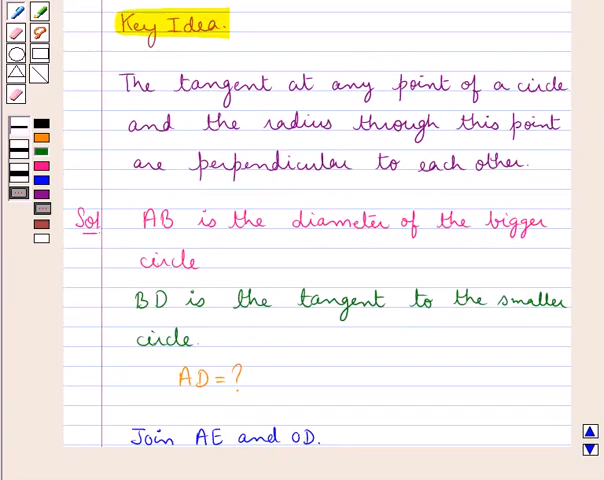 Key Idea.
The tangent at any point of a circle
and the radius through this point
are perpendicular to each other.
Sol AB is the diameter of the bigger
circle
BD is the tangent to the smaller
circle.
AD = ?
Join AE and OD.